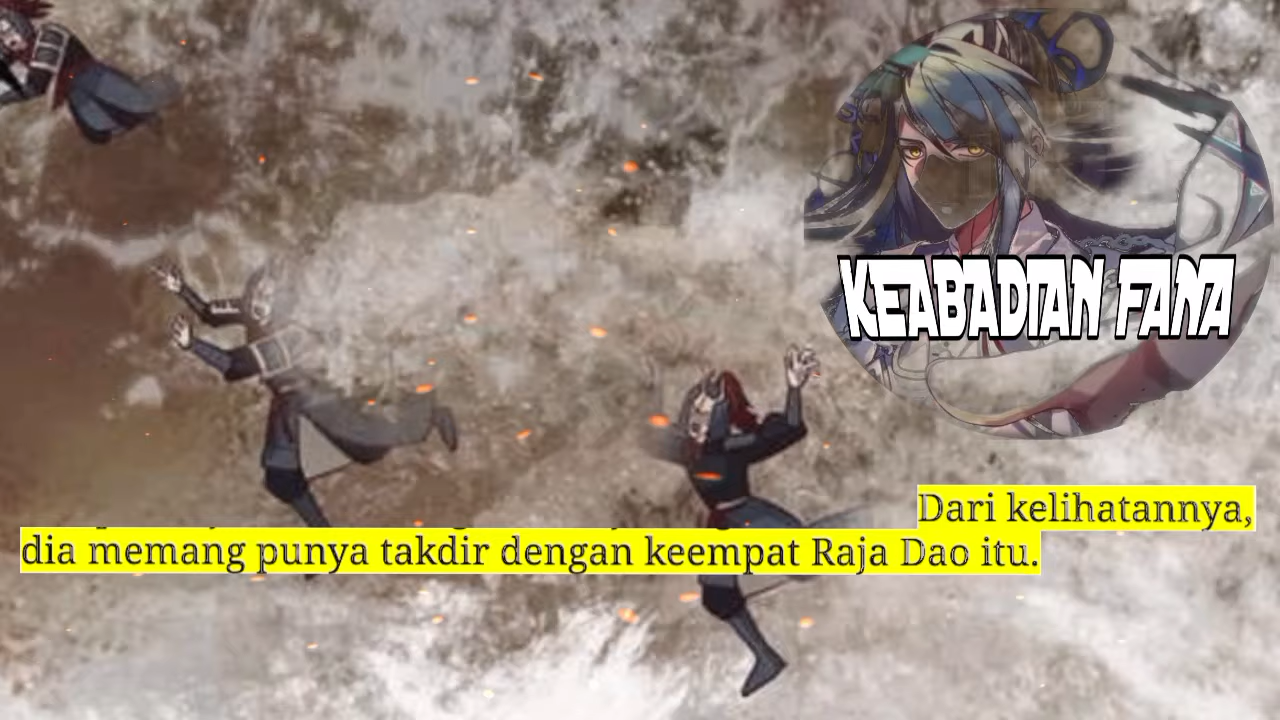 KEABADIAN FANA
Dari kelihatannya,
dia memang punya takdir dengan keempat Raja Dao itu.